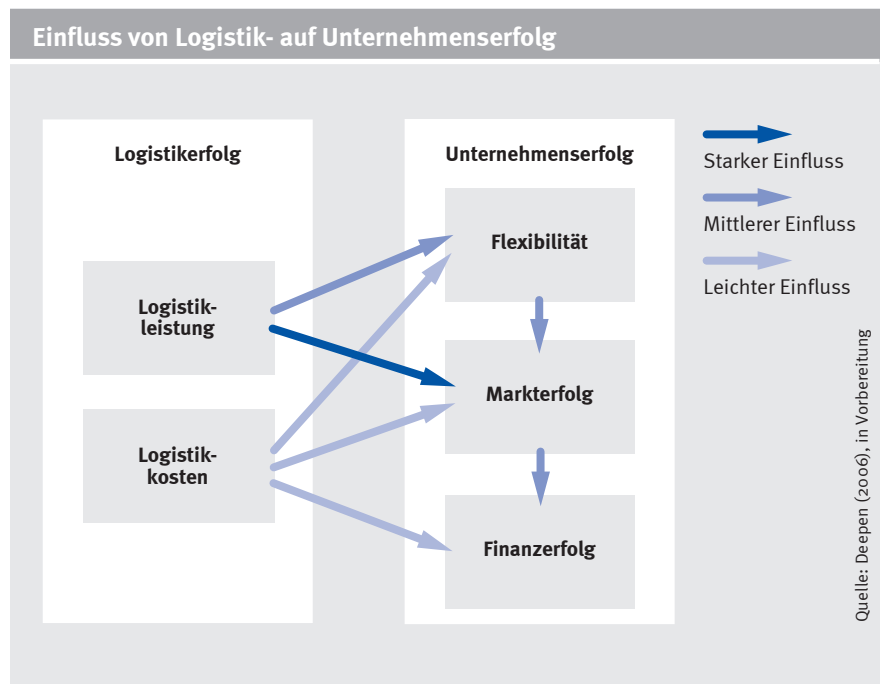 Einfluss von Logistik- auf Unternehmenserfolg
Logistikerfolg
Logistik-
leistung
Logistik-
kosten
Unternehmenserfolg
Flexibilität
Markterfolg
Finanzerfolg
Starker Einfluss
Mittlerer Einfluss
Leichter Einfluss
Quelle: Deepen (2006), in Vorbereitung